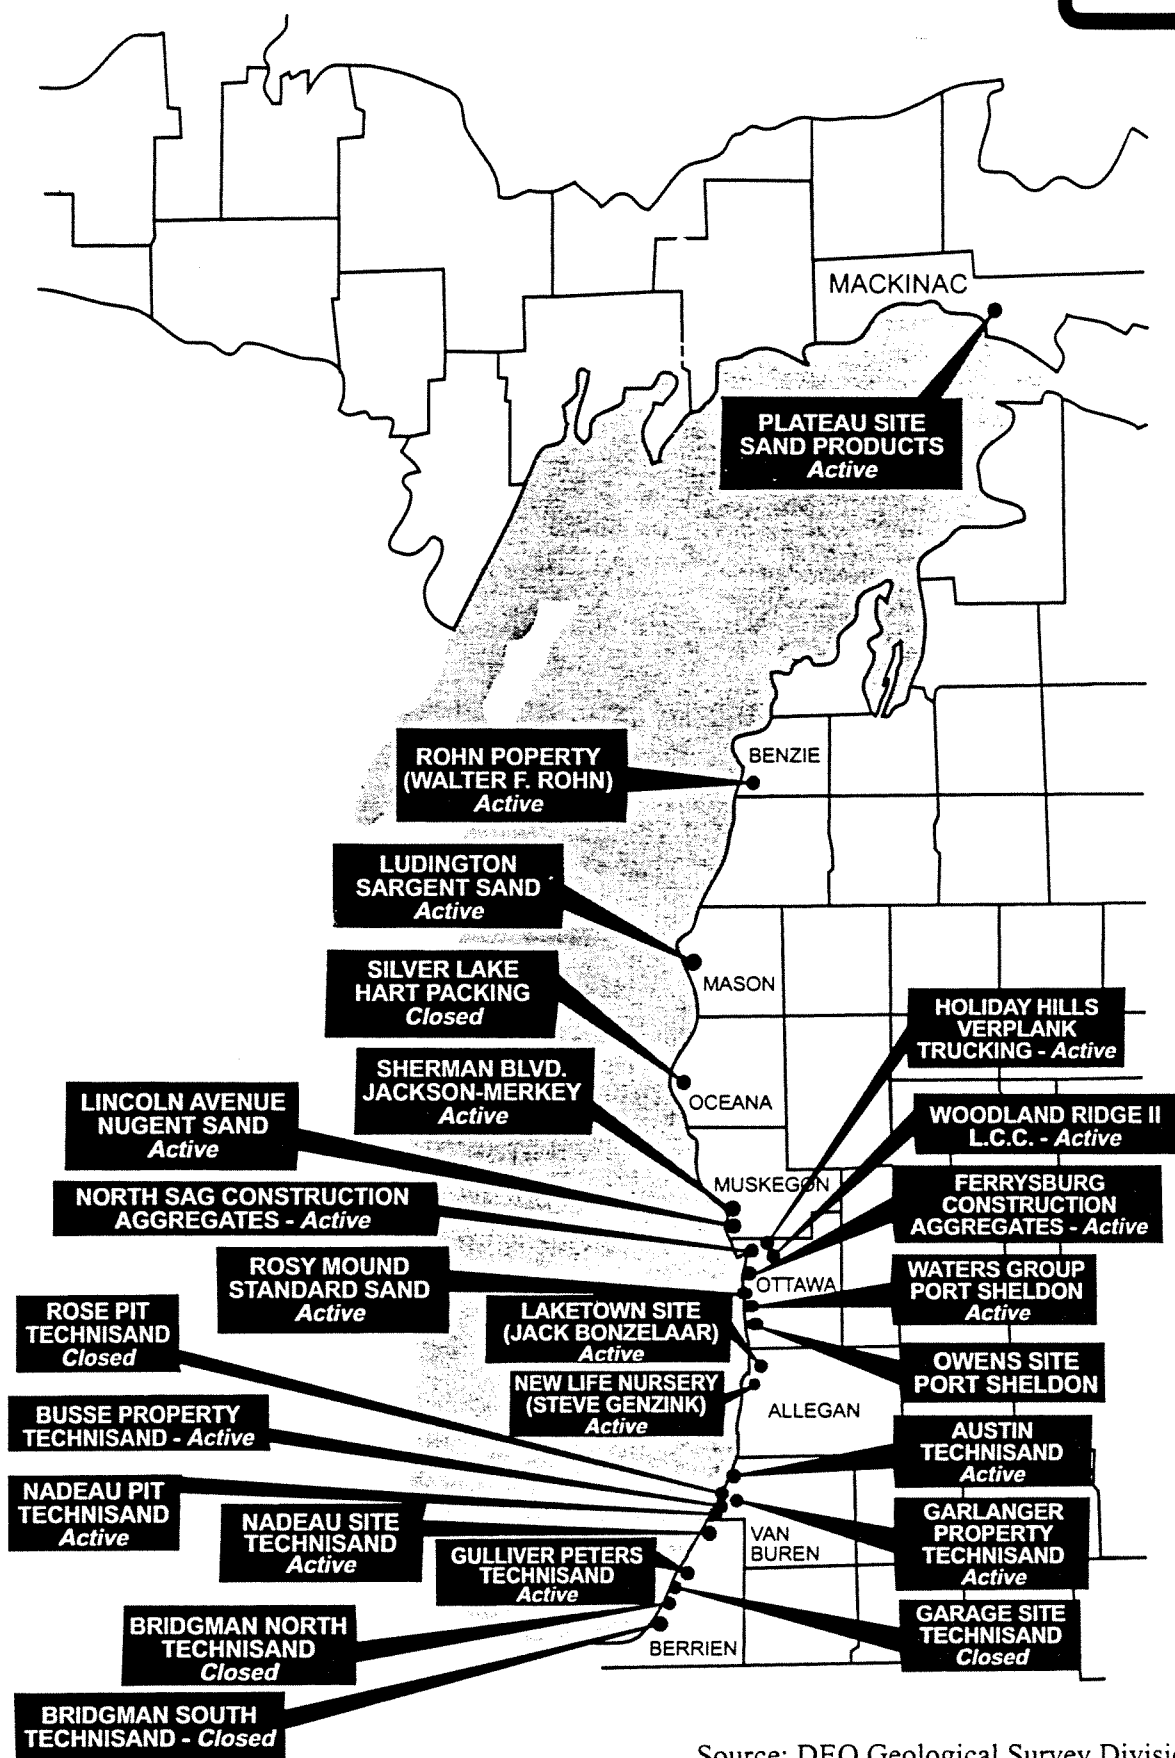 MACKINAC
PLATEAU SITE
SAND PRODUCTS
Active
ROHN POPERTY
(WALTER F. ROHN)
Active
BENZIE
LUDINGTON
SARGENT SAND
Active
MASON
SILVER LAKE
HART PACKING
Closed
OCEANA
HOLIDAY HILLS
VERPLANK
TRUCKING - Active
SHERMAN BLVD.
JACKSON-MERKEY
Active
LINCOLN AVENUE
NUGENT SAND
Active
WOODLAND RIDGE II
L.C.C. - Active
MUSKEGON
NORTH SAG CONSTRUCTION
AGGREGATES - Active
FERRYSBURG
CONSTRUCTION
AGGREGATES - Active
ROSY MOUND
STANDARD SAND
Active
OTTAWA
WATERS GROUP
PORT SHELDON
Active
ROSE PIT
TECHNISAND
Closed
LAKETOWN SITE
(JACK BONZELAAR)
Active
OWENS SITE
PORT SHELDON
NEW LIFE NURSERY
(STEVE GENZINK)
Active
ALLEGAN
BUSSE PROPERTY
TECHNISAND - Active
AUSTIN
TECHNISAND
Active
NADEAU PIT
TECHNISAND
Active
NADEAU SITE
TECHNISAND
Active
GARLANGER
PROPERTY
TECHNISAND
Active
VAN
BUREN
GULLIVER PETERS
TECHNISAND
Active
BRIDGMAN NORTH
TECHNISAND
Closed
GARAGE SITE
TECHNISAND
Closed
BERRIEN
BRIDGMAN SOUTH
TECHNISAND - Closed
Source: DEQ Geological Survey Divisi